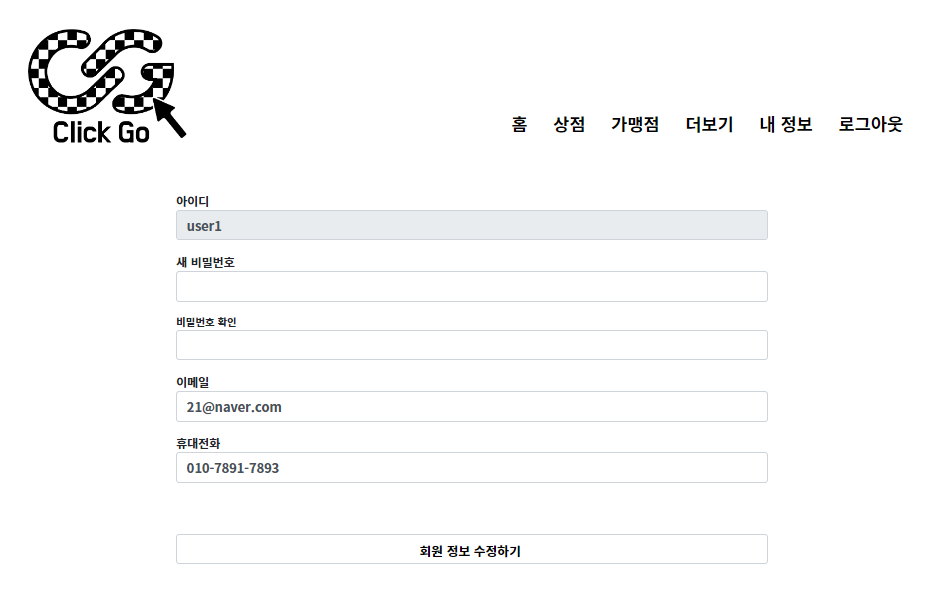 CG
Click Go
홈 상점 가맹점 더보기 내 정보 로그아웃
아이디
user1
새 비밀번호
비밀번호 확인
이메일
21@naver.com
휴대전화
010-7891-7893
회원 정보 수정하기